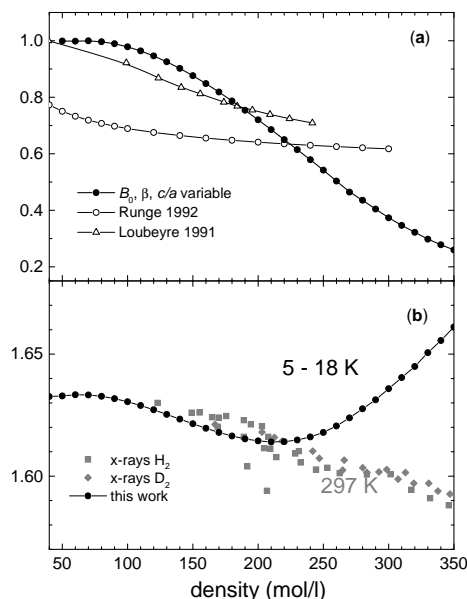 1.0
(a)
0.8
0.6
0.4
B0, β, c/a variable
Runge 1992
Loubeyre 1991
0.2
(b)
1.65
5 - 18 K
x-rays H2
x-rays D2
this work
297 K
1.60
50 100 150 200 250 300 350
density (mol/l)